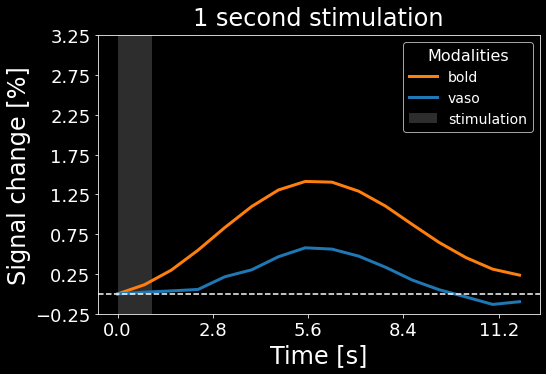 1 second stimulation
Signal change [%]
3.25
2.75
2.25
1.75
1.25
0.75
0.25
−0.25
Modalities
bold
vaso
stimulation
0.0 2.8 5.6 8.4 11.2
Time [s]